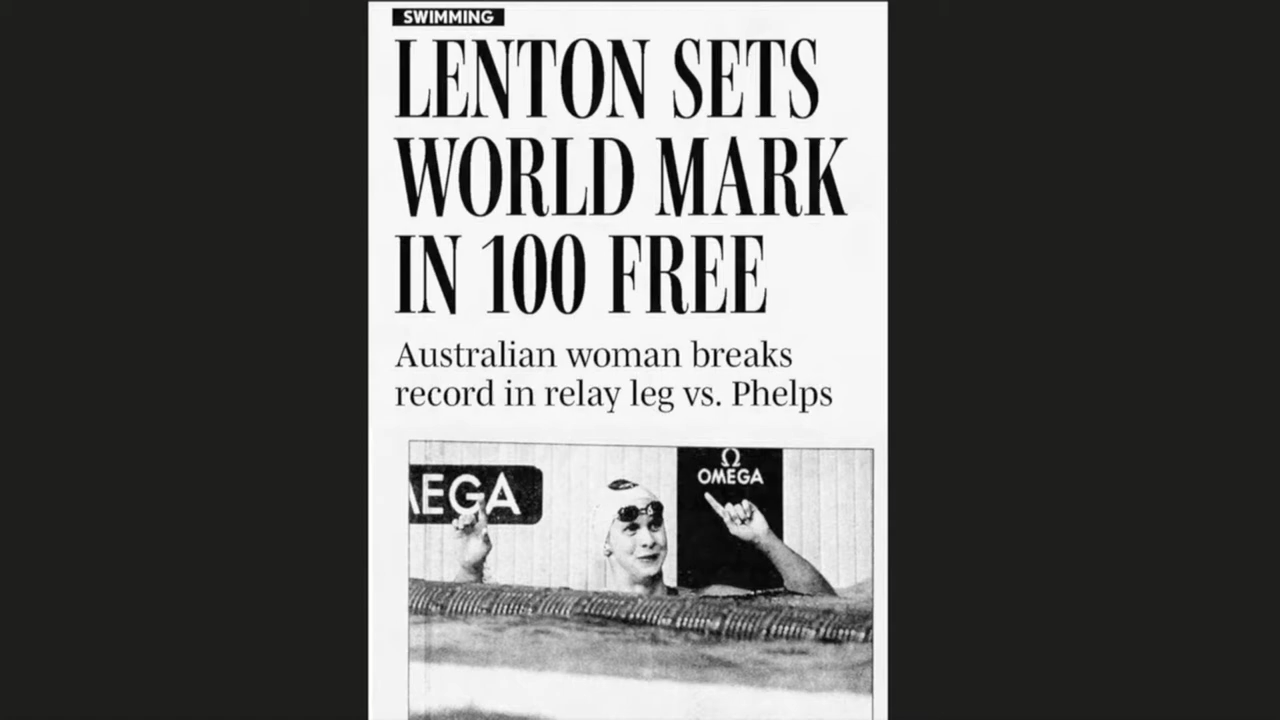 SWIMMING
LENTON SETS
WORLD MARK
IN 100 FREE
Australian woman breaks
record in relay leg vs. Phelps
Ω
OMEGA
EGA